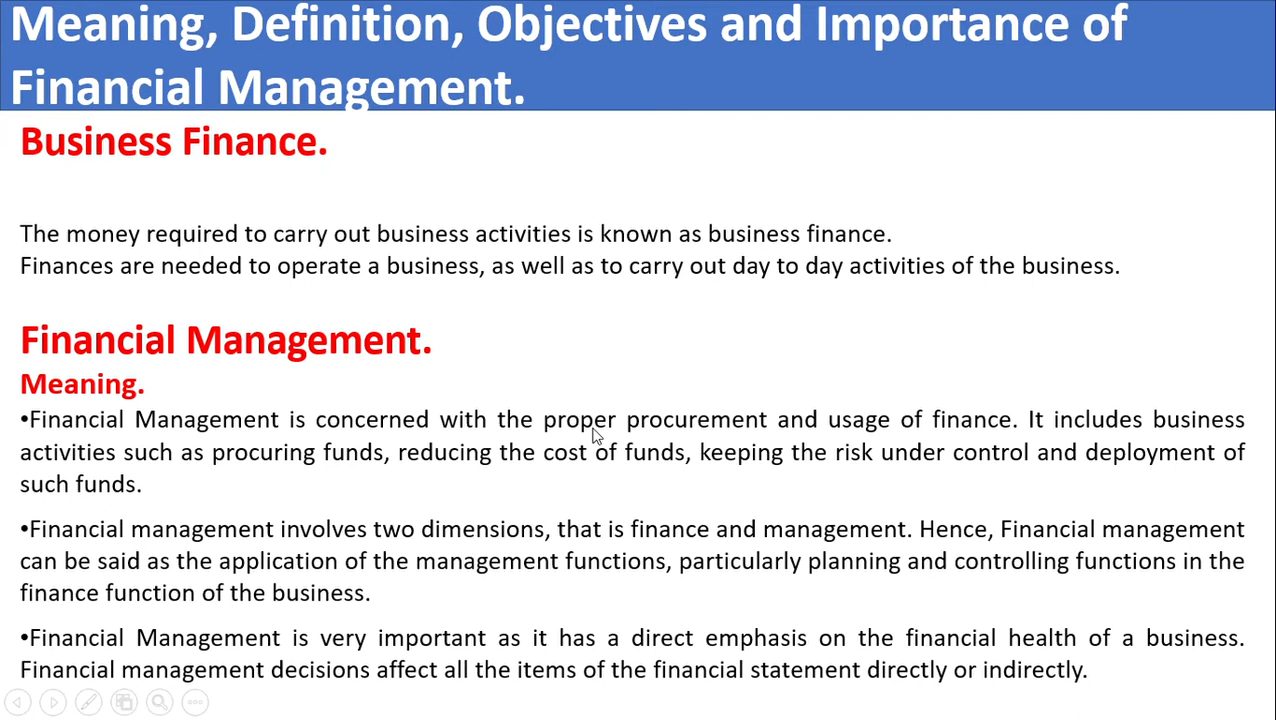 Meaning, Definition, Objectives and Importance of
Financial Management.
Business Finance.
The money required to carry out business activities is known as business finance.
Finances are needed to operate a business, as well as to carry out day to day activities of the business.
Financial Management.
Meaning.
•Financial Management is concerned with the proper procurement and usage of finance. It includes business
activities such as procuring funds, reducing the cost of funds, keeping the risk under control and deployment of
such funds.
•Financial management involves two dimensions, that is finance and management. Hence, Financial management
can be said as the application of the management functions, particularly planning and controlling functions in the
finance function of the business.
•Financial Management is very important as it has a direct emphasis on the financial health of a business.
Financial management decisions affect all the items of the financial statement directly or indirectly.